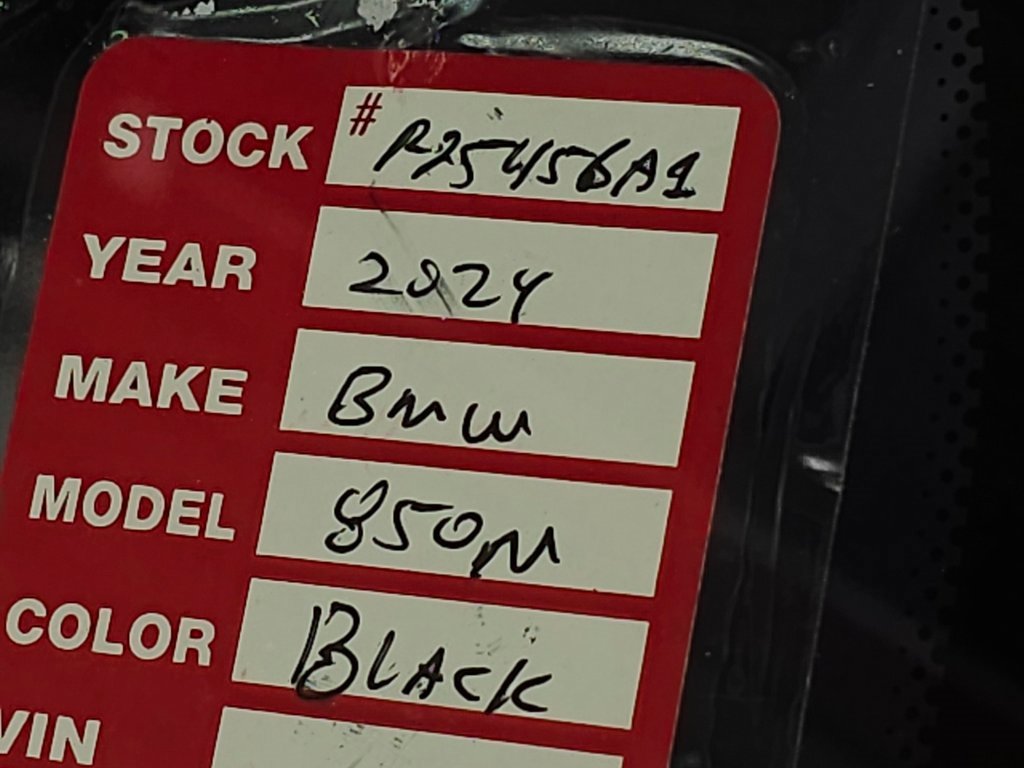 STOCK # P25456A1
YEAR 2024
MAKE BMW
MODEL 850M
COLOR BLACK
VIN